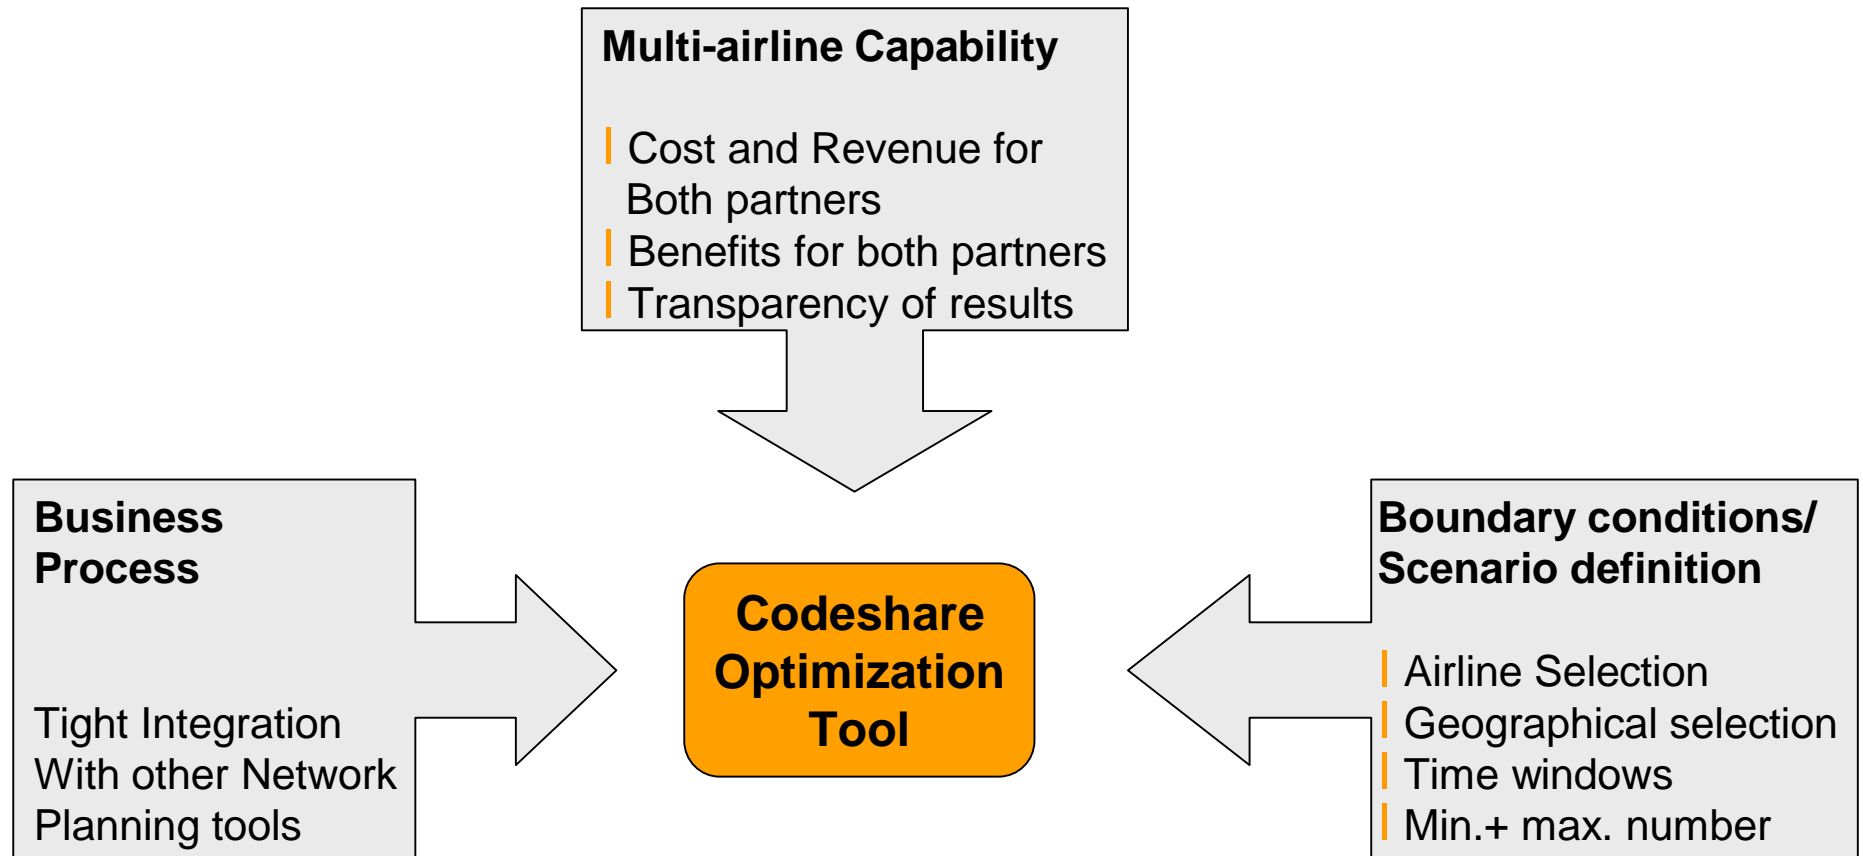 Multi-airline Capability
Cost and Revenue for
Both partners
Benefits for both partners
Transparency of results
Business
Process
Tight Integration
With other Network
Planning tools
Codeshare
Optimization
Tool
Boundary conditions/
Scenario definition
Airline Selection
Geographical selection
Time windows
Min.+ max. number